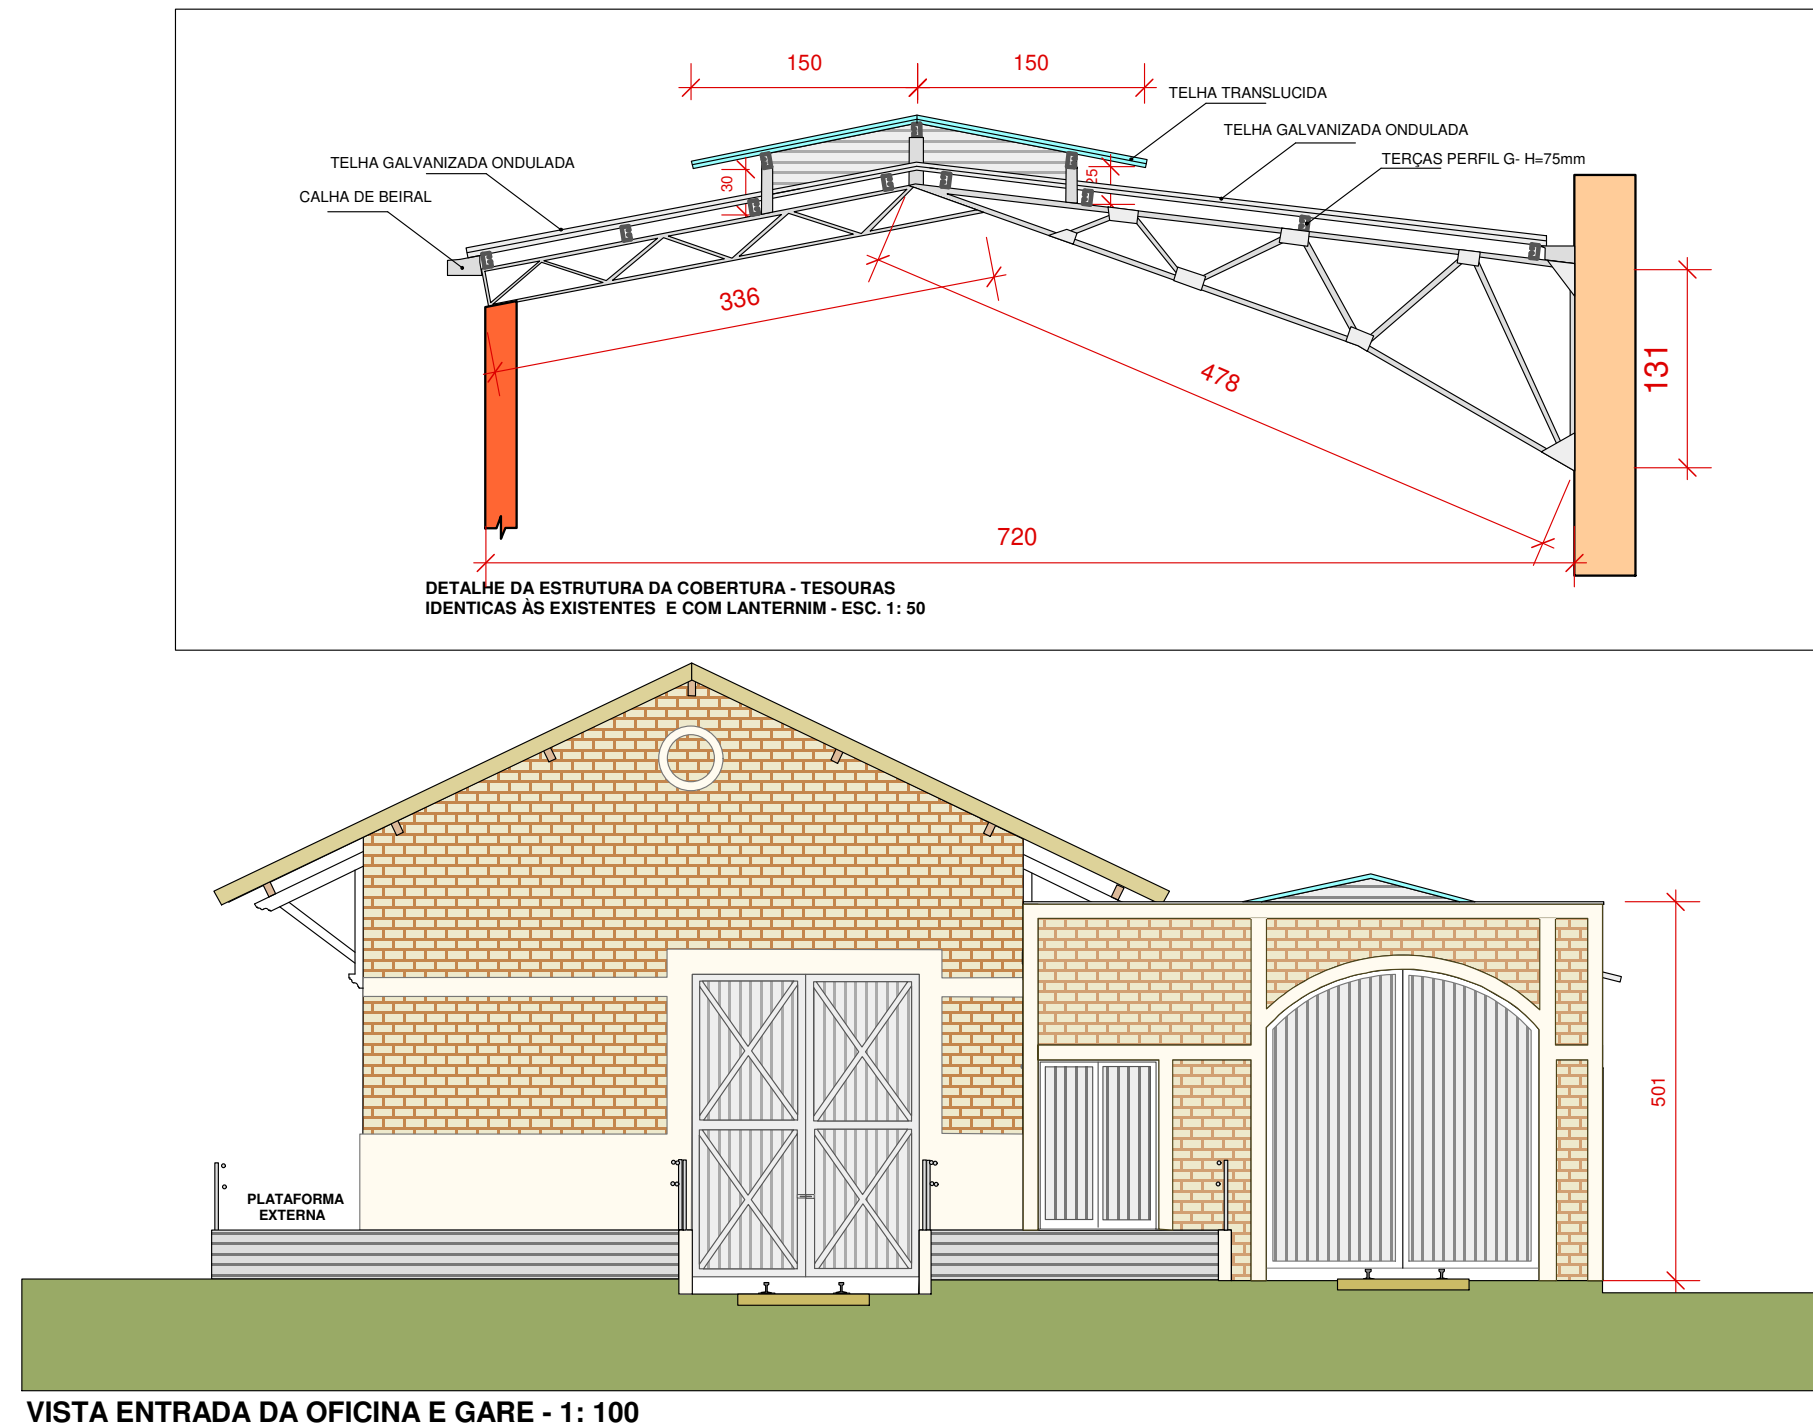 150
150
TELHA TRANSLUCIDA
TELHA GALVANIZADA ONDULADA
TERÇAS PERFIL G- H=75mm
TELHA GALVANIZADA ONDULADA
CALHA DE BEIRAL
30
25
336
478
131
720
DETALHE DA ESTRUTURA DA COBERTURA - TESOURAS
IDENTICAS ÀS EXISTENTES E COM LANTERNIM - ESC. 1: 50
501
PLATAFORMA
EXTERNA
VISTA ENTRADA DA OFICINA E GARE - 1: 100